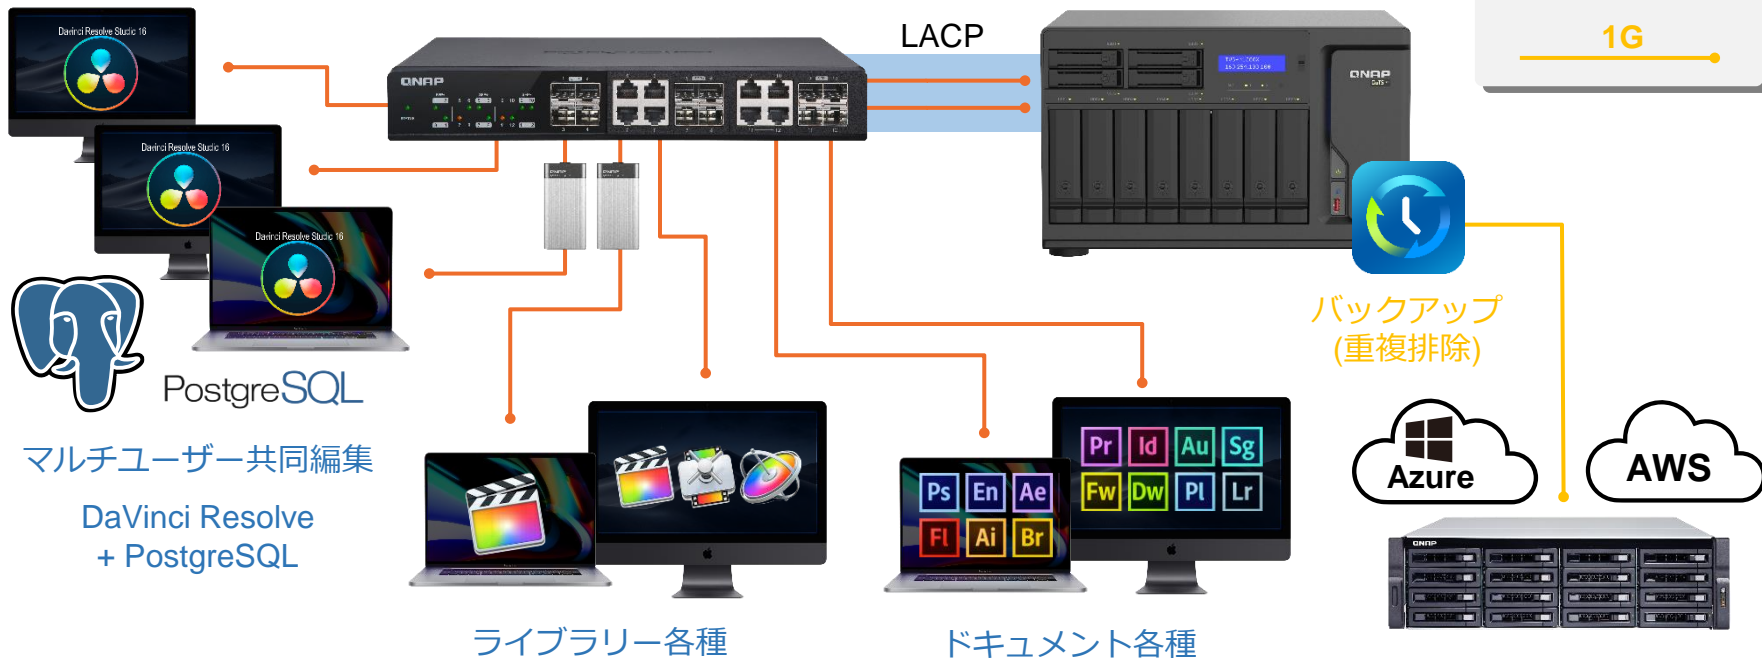 DaVinci Resolve Studio 16
LACP
1G
QNAP
QNAP
DaVinci Resolve Studio 16
DaVinci Resolve Studio 16
QNAP
QNAP
PostgreSQL
マルチユーザー共同編集
DaVinci Resolve
+ PostgreSQL
バックアップ
(重複排除)
Azure
AWS
Pr Id Au Sg
Fw Dw Pl Lr
Ps En Ae
Fl Ai Br
QNAP
ライブラリー各種
ドキュメント各種